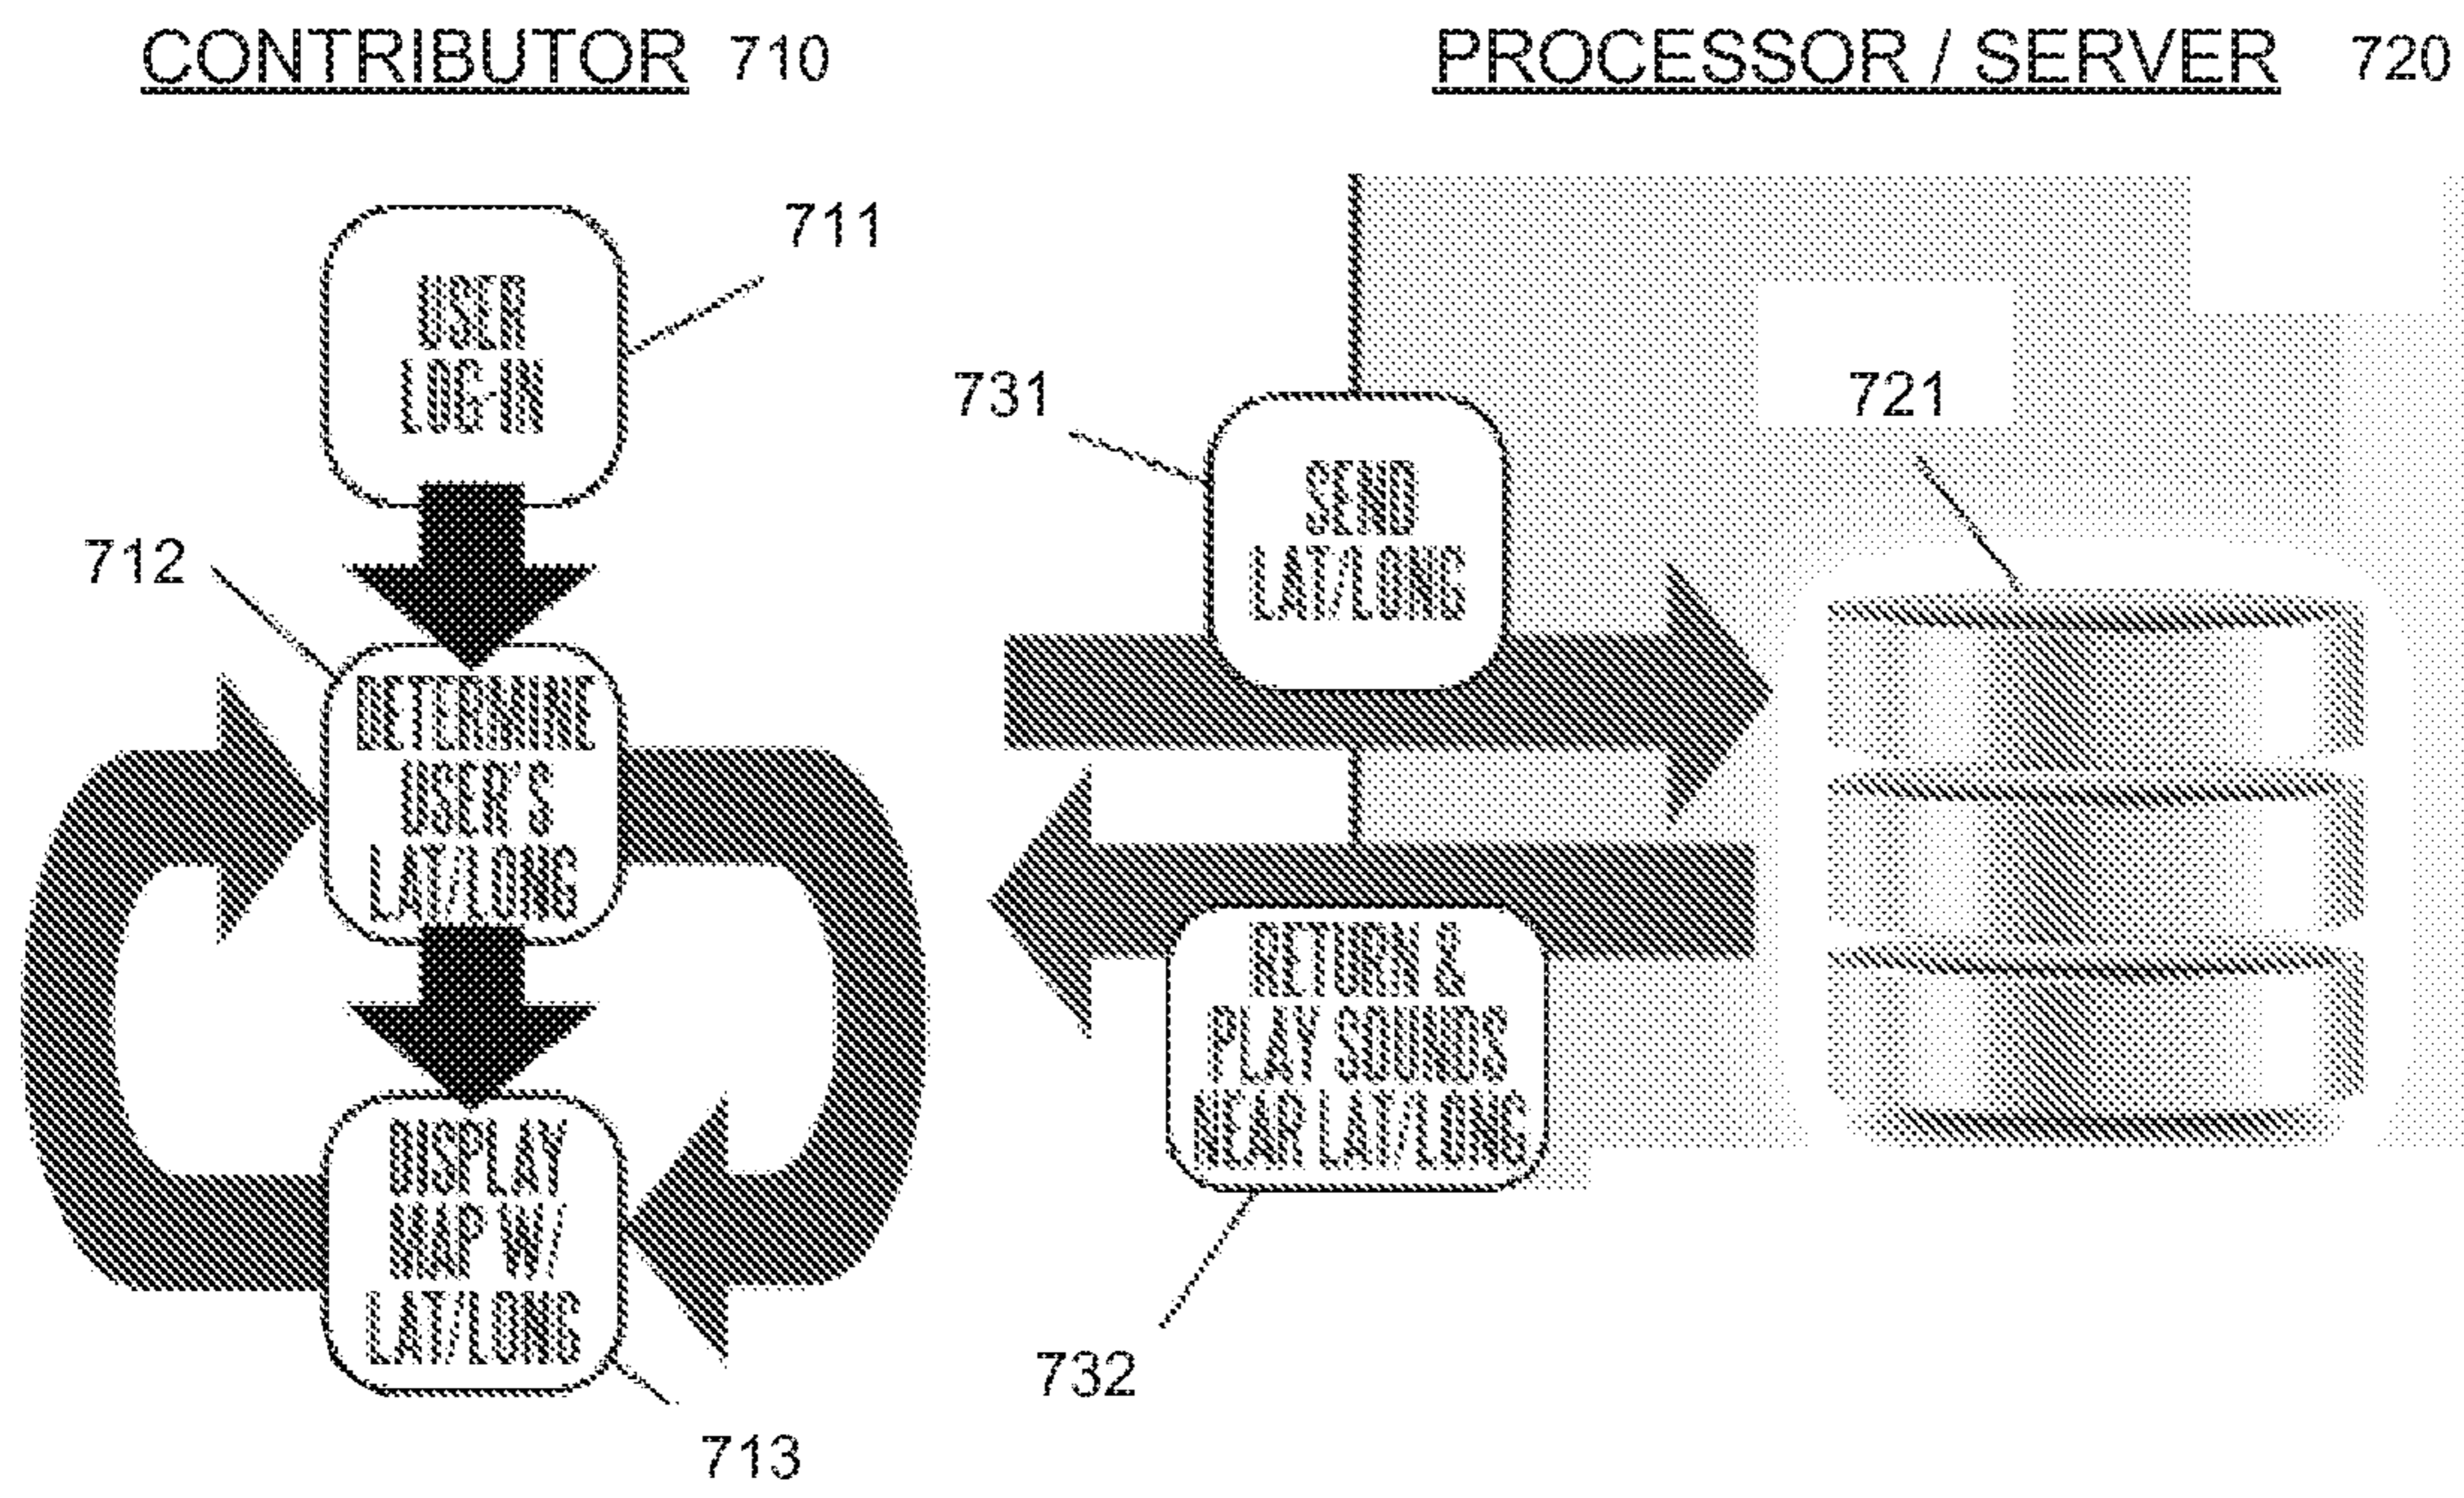 CONTRIBUTOR 710
PROCESSOR / SERVER 720
711
USER
LOG-IN
712
DETERMINE
USER'S
LAT/LONG
DISPLAY
MAP W/
LAT/LONG
713
731
SEND
LAT/LONG
721
RETURN &
PLAY SOUNDS
NEAR LAT/LONG
732